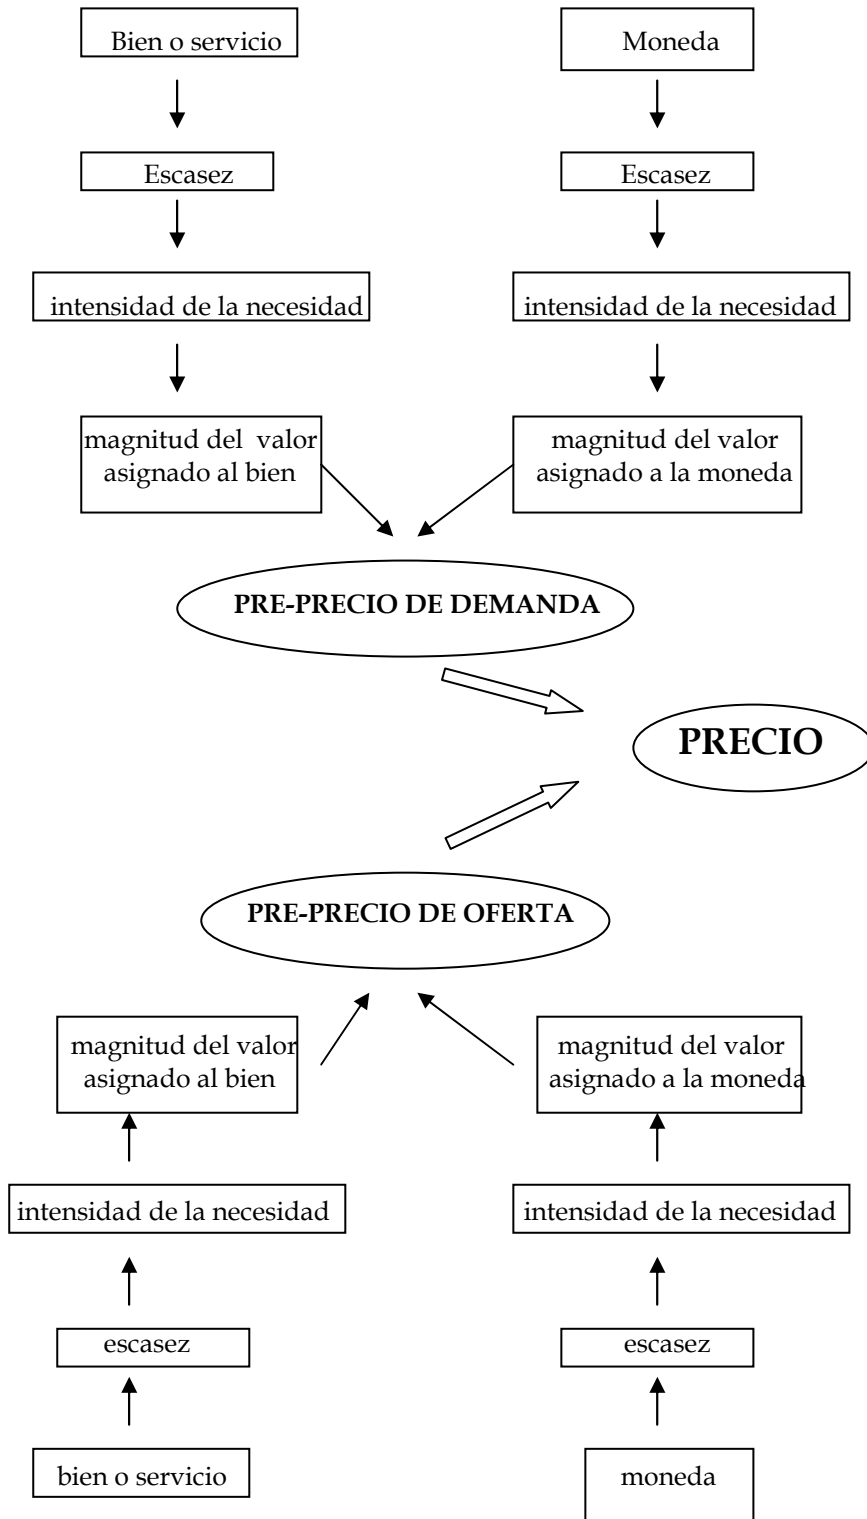 Bien o servicio
Moneda
Escasez
Escasez
intensidad de la necesidad
intensidad de la necesidad
magnitud del valor
asignado al bien
magnitud del valor
asignado a la moneda
PRE-PRECIO DE DEMANDA
PRECIO
PRE-PRECIO DE OFERTA
magnitud del valor
asignado al bien
magnitud del valor
asignado a la moneda
intensidad de la necesidad
intensidad de la necesidad
escasez
escasez
bien o servicio
moneda